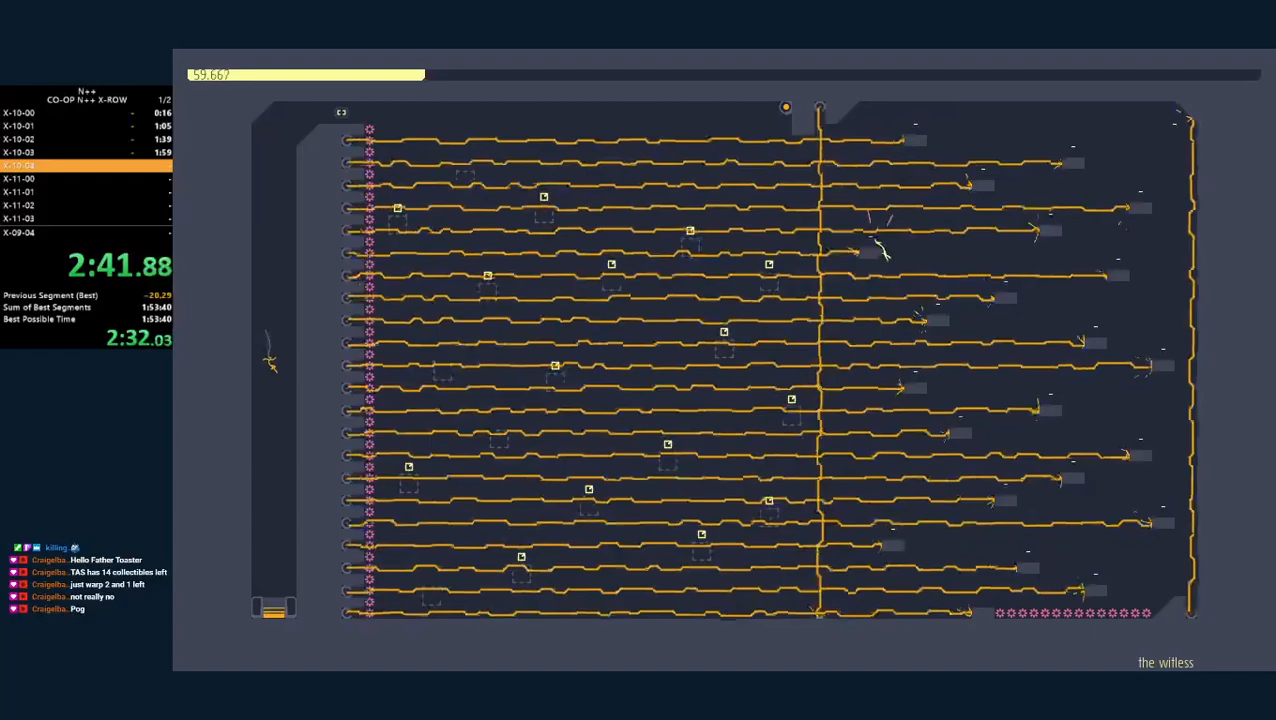 59.667
N++
CO-OP N++ X-ROW 1/2
X-10-00 - 0:16
X-10-01 - 1:05
X-10-02 - 1:39
X-10-03 - 1:59
X-10-04
X-11-00 -
X-11-01 -
X-11-02 -
X-11-03 -
X-09-04 -
2:41.88
Previous Segment (Best) -20.29
Sum of Best Segments 1:53:40
Best Possible Time 1:53:40
2:32.03
killing..
Craigelba..Hello Father Toaster
Craigelba..TAS has 14 collectibles left
Craigelba..just warp 2 and 1 left
Craigelba..not really no
Craigelba..Pog
the witless